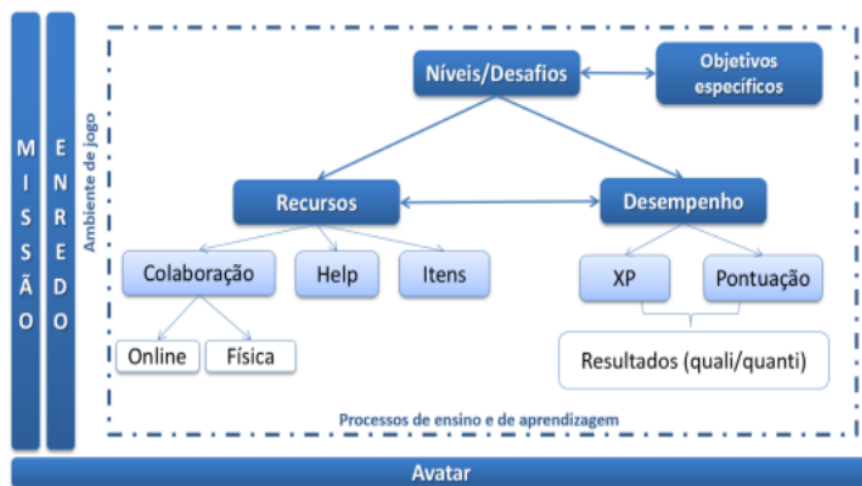 MISSÃO
ENREDO
Ambiente de jogo
Níveis/Desafios
Objetivos
específicos
Recursos
Desempenho
Colaboração
Help
Itens
XP
Pontuação
Online
Física
Resultados (quali/quanti)
Processos de ensino e de aprendizagem
Avatar